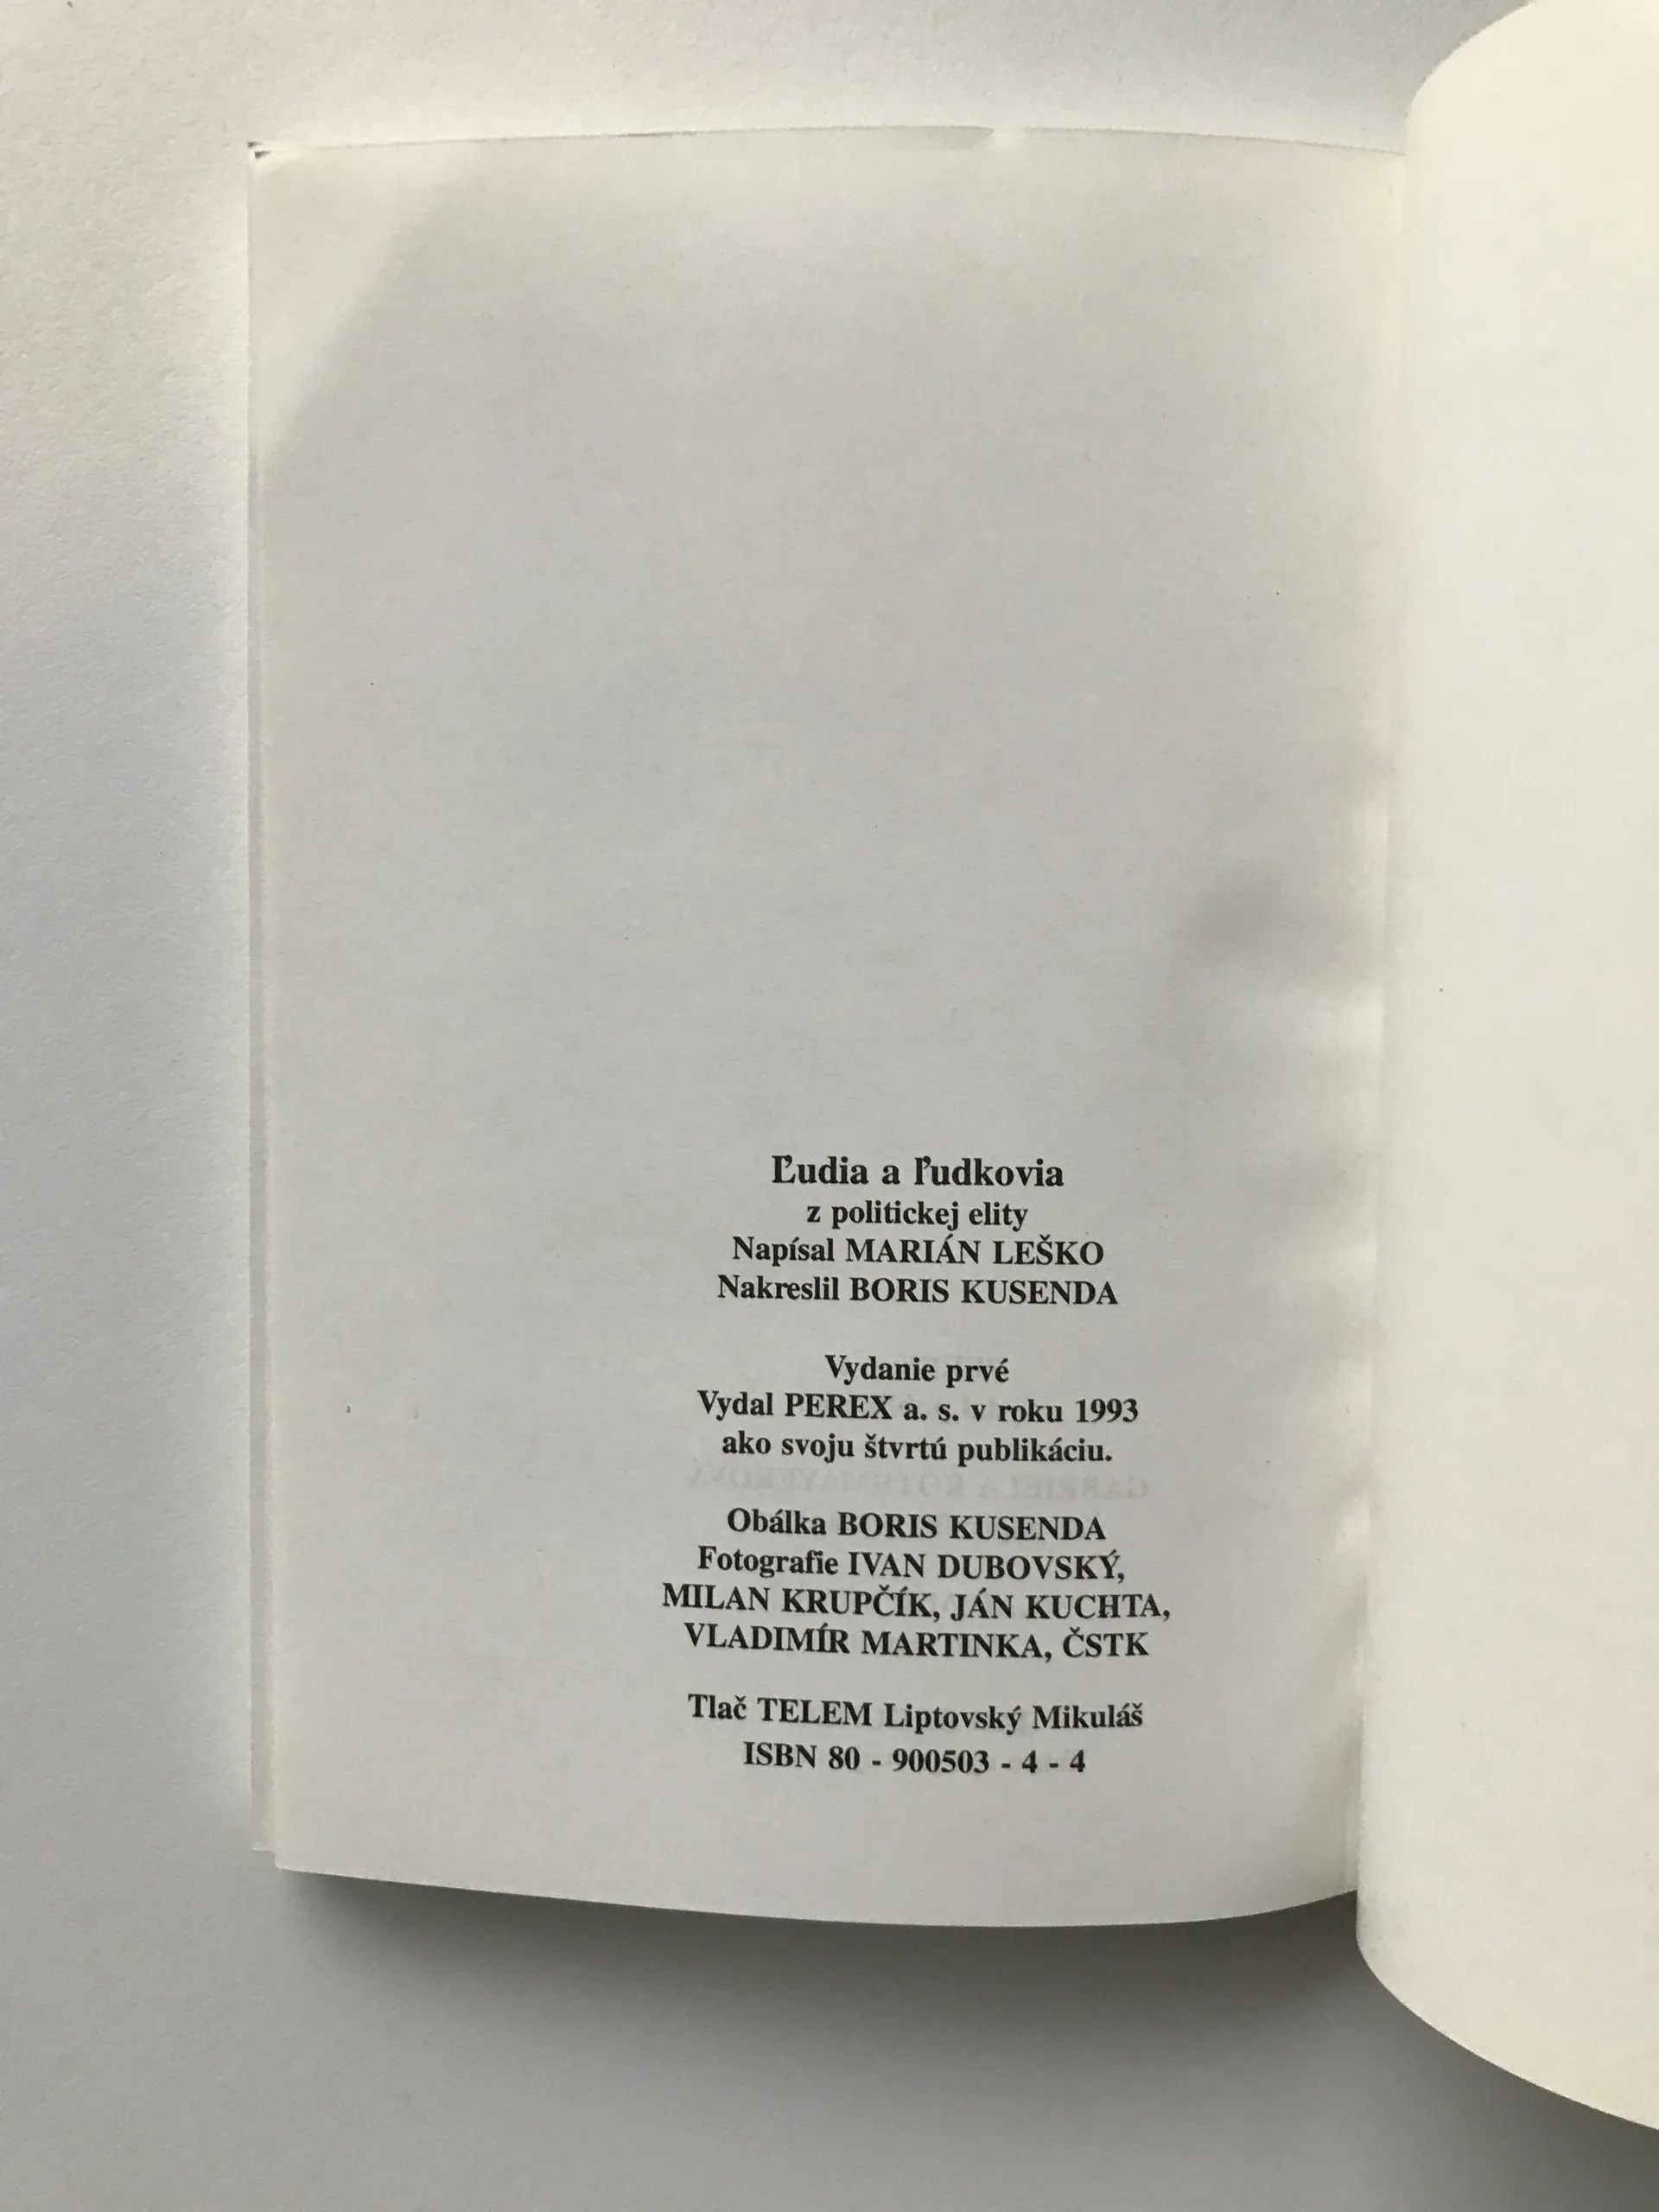 Ľudia a ľudkovia
z politickej elity
Napísal MARIÁN LEŠKO
Nakreslil BORIS KUSENDA
Vydanie prvé
Vydal PEREX a. s. v roku 1993
ako svoju štvrtú publikáciu.
Obálka BORIS KUSENDA
Fotografie IVAN DUBOVSKÝ,
MILAN KRUPČÍK, JÁN KUCHTA,
VLADIMÍR MARTINKA, ČSTK
Tlač TELEM Liptovský Mikuláš
ISBN 80 - 900503 - 4 - 4